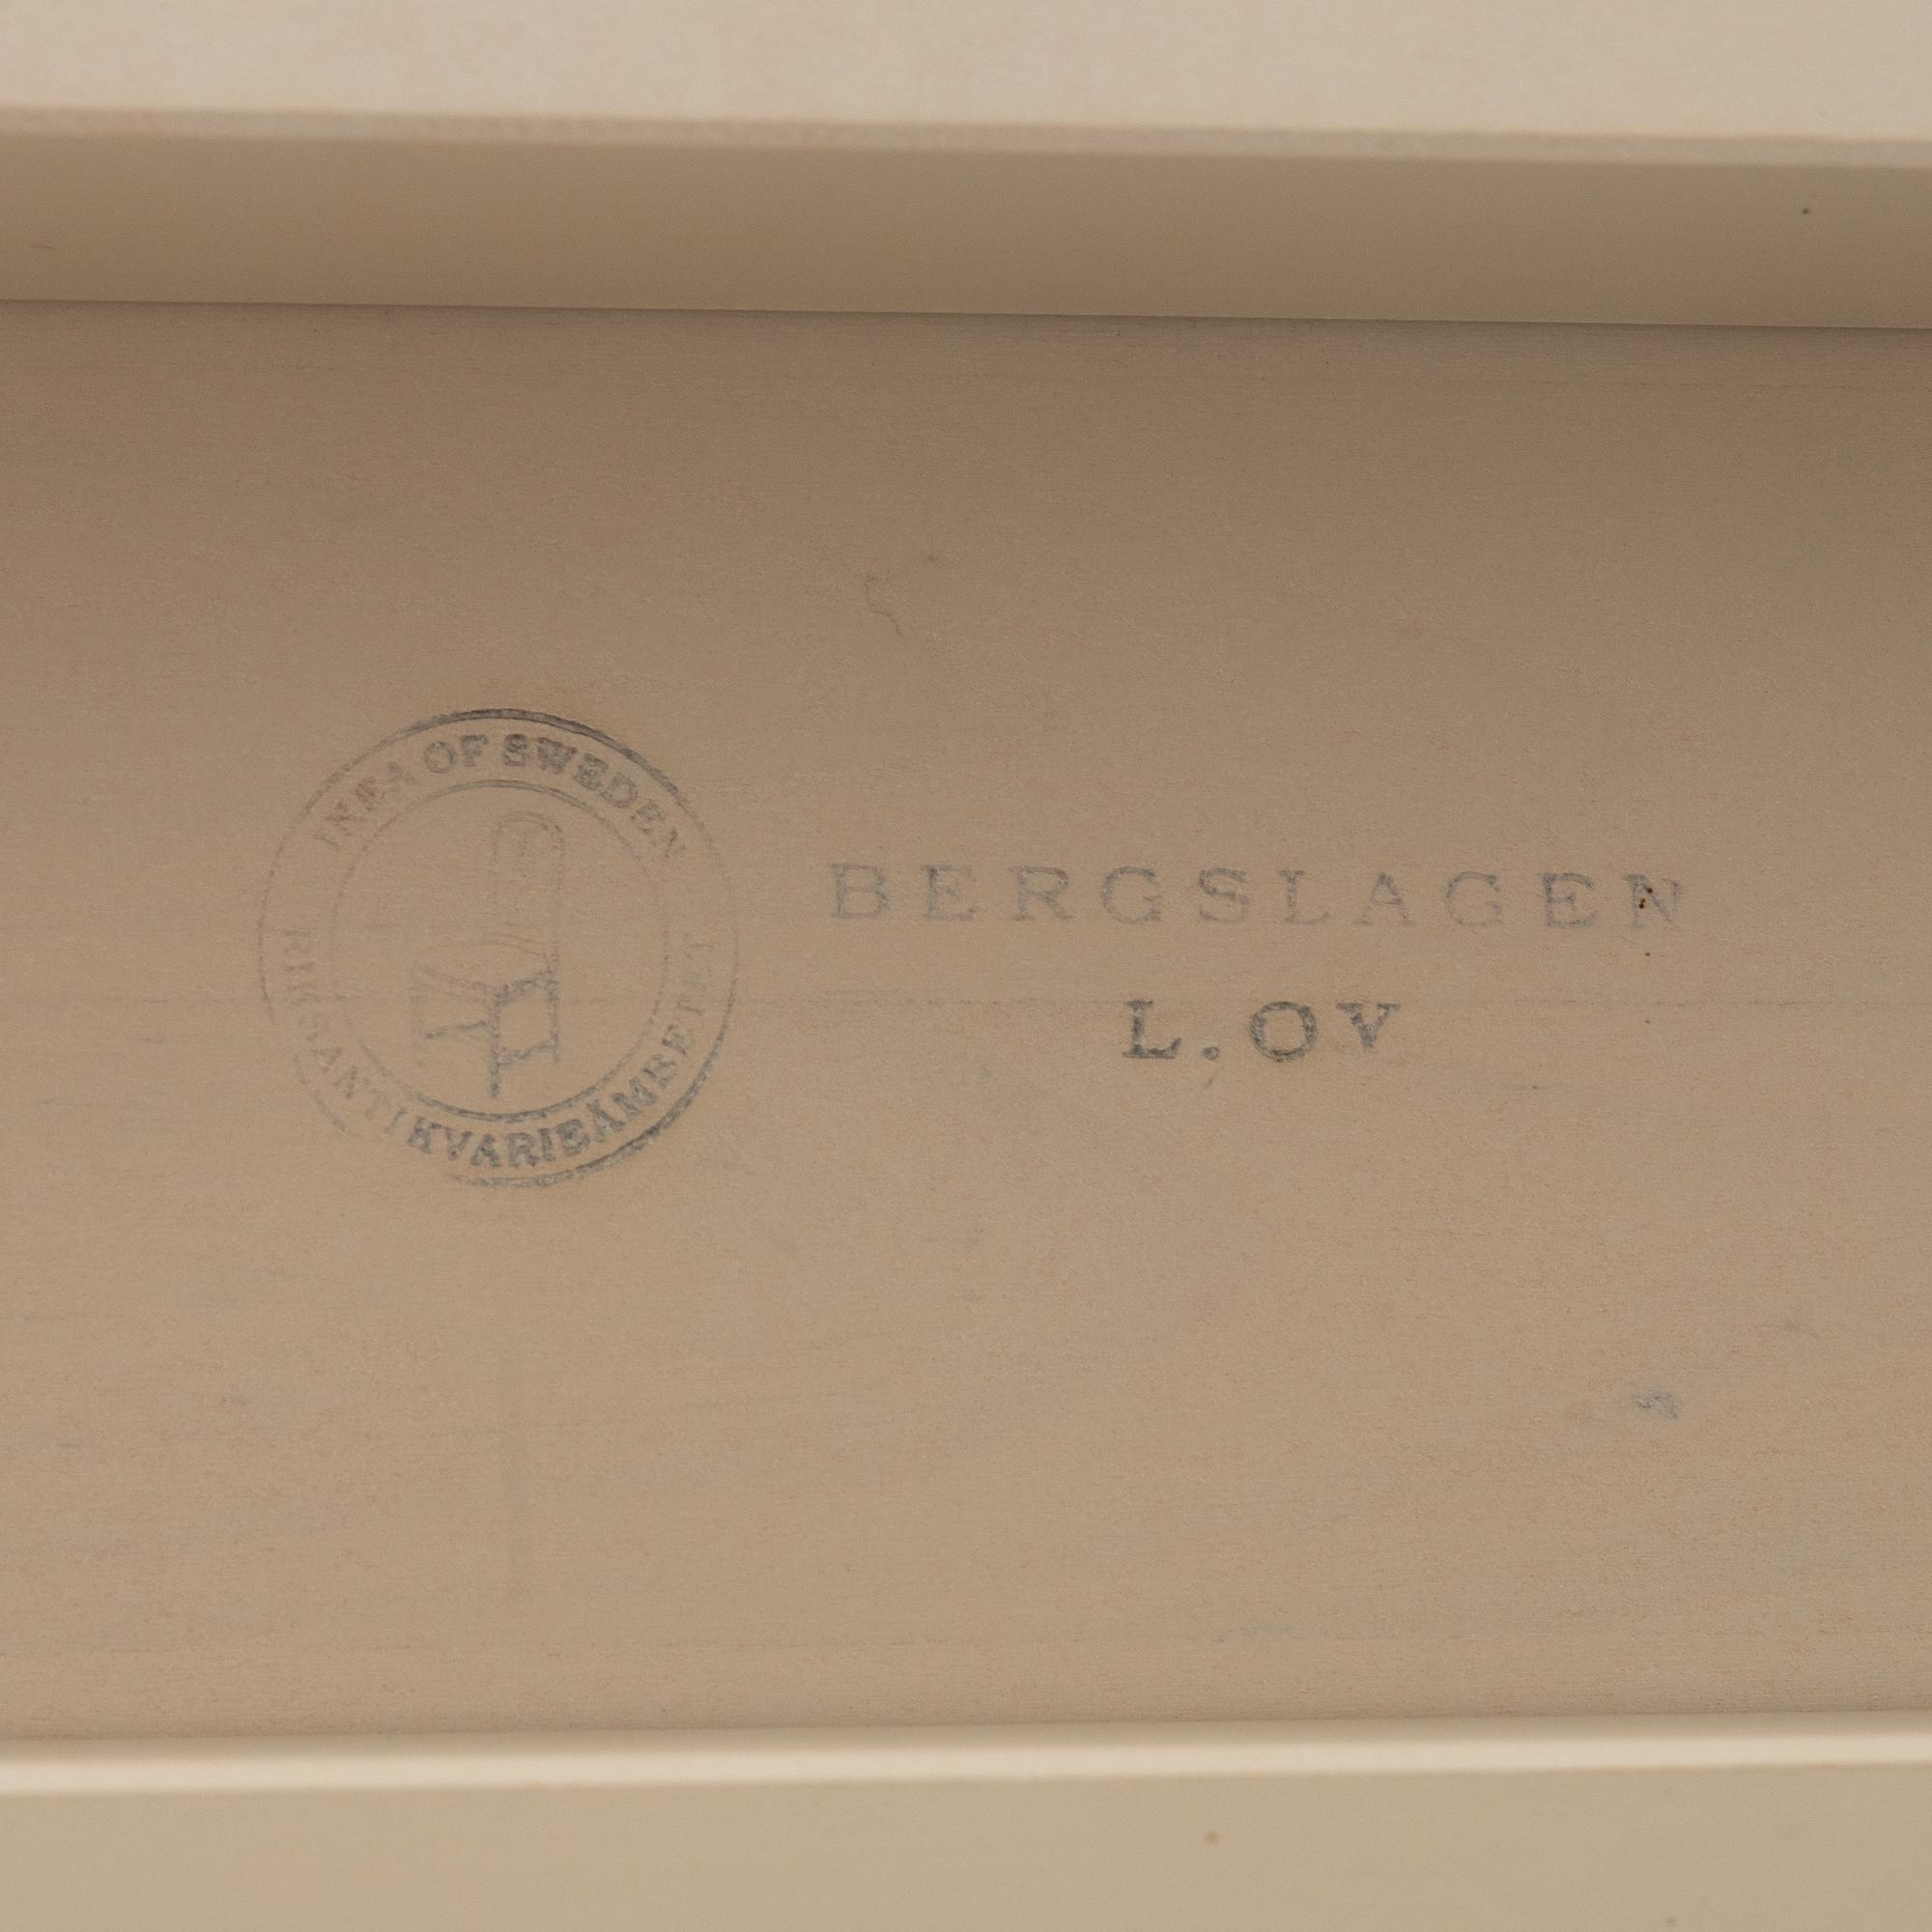 IKEA OF SWEDEN
RIKSANTIKVARIEÄMBETET
BERGSLAGEN
L.OV